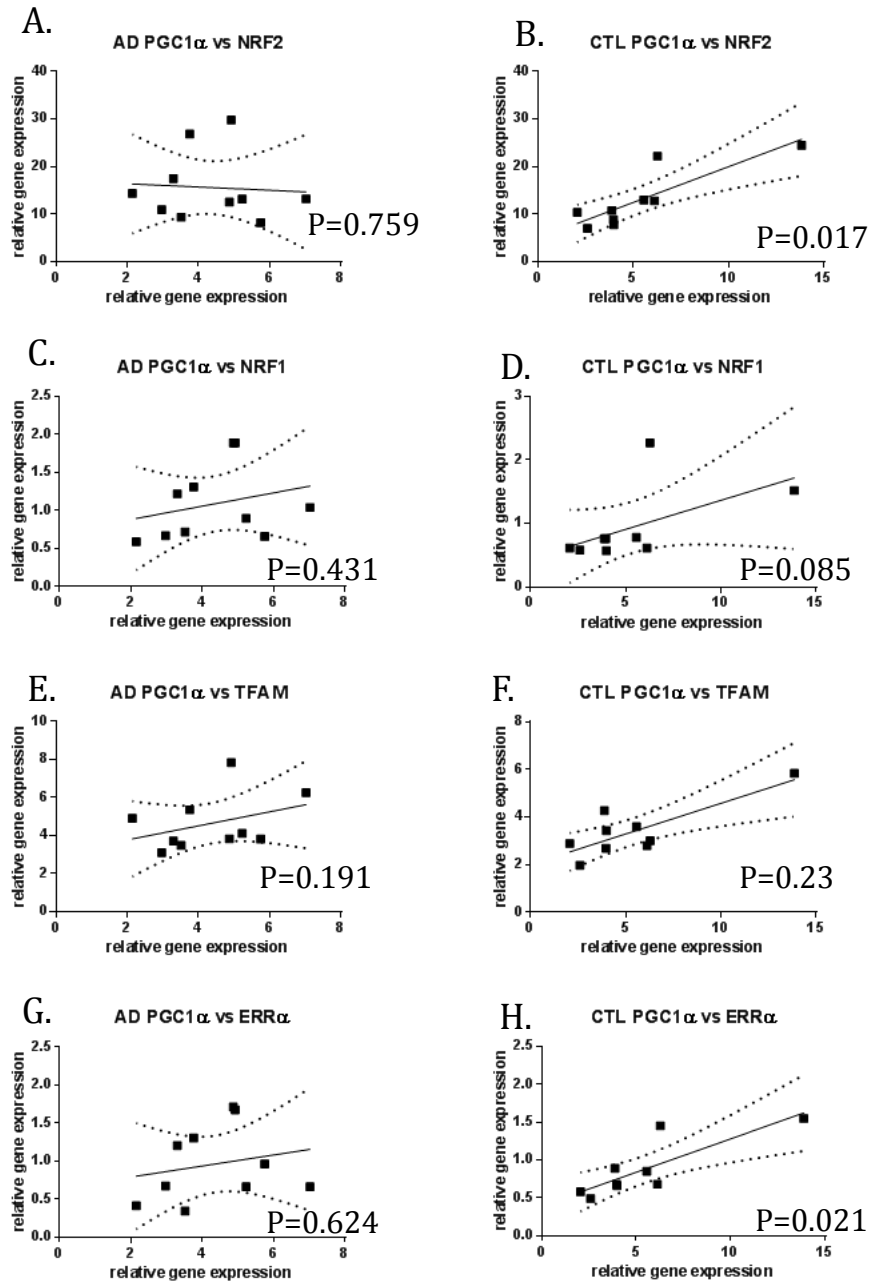 A.
AD PGC1α vs NRF2
relative gene expression
40
30
20
10
0
0 2 4 6 8
relative gene expression
P=0.759
B.
CTL PGC1α vs NRF2
relative gene expression
40
30
20
10
0
0 5 10 15
relative gene expression
P=0.017
C.
AD PGC1α vs NRF1
relative gene expression
2.5
2.0
1.5
1.0
0.5
0.0
0 2 4 6 8
relative gene expression
P=0.431
D.
CTL PGC1α vs NRF1
relative gene expression
3
2
1
0
0 5 10 15
relative gene expression
P=0.085
E.
AD PGC1α vs TFAM
relative gene expression
10
8
6
4
2
0
0 2 4 6 8
relative gene expression
P=0.191
F.
CTL PGC1α vs TFAM
relative gene expression
8
6
4
2
0
0 5 10 15
relative gene expression
P=0.23
G.
AD PGC1α vs ERRα
relative gene expression
2.5
2.0
1.5
1.0
0.5
0.0
0 2 4 6 8
relative gene expression
P=0.624
H.
CTL PGC1α vs ERRα
relative gene expression
2.5
2.0
1.5
1.0
0.5
0.0
0 5 10 15
relative gene expression
P=0.021